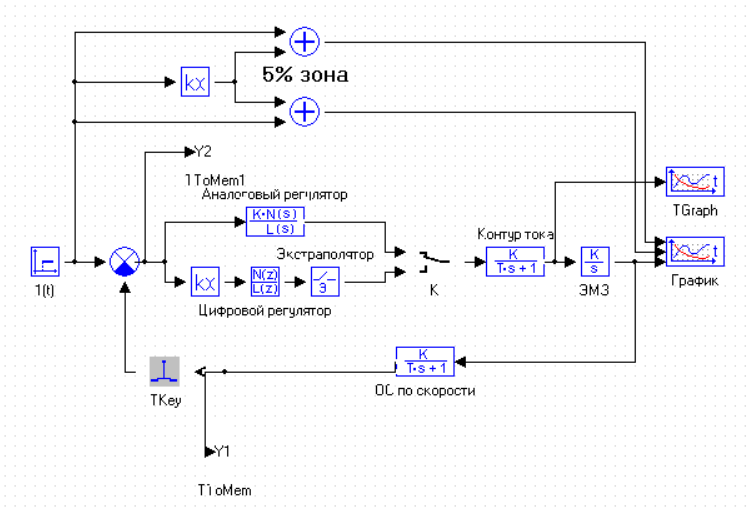 kx
5% зона
Y2
1ToMem1
Аналоговый регулятор
K·N(s)
L(s)
t
TGraph
Экстраполятор
Контур тока
K
T·s + 1
K
s
t
График
1(t)
kx
N(z)
L(z)
Э
К
ЭМЗ
Цифровой регулятор
K
T·s + 1
ОС по скорости
TKey
Y1
T1oMem